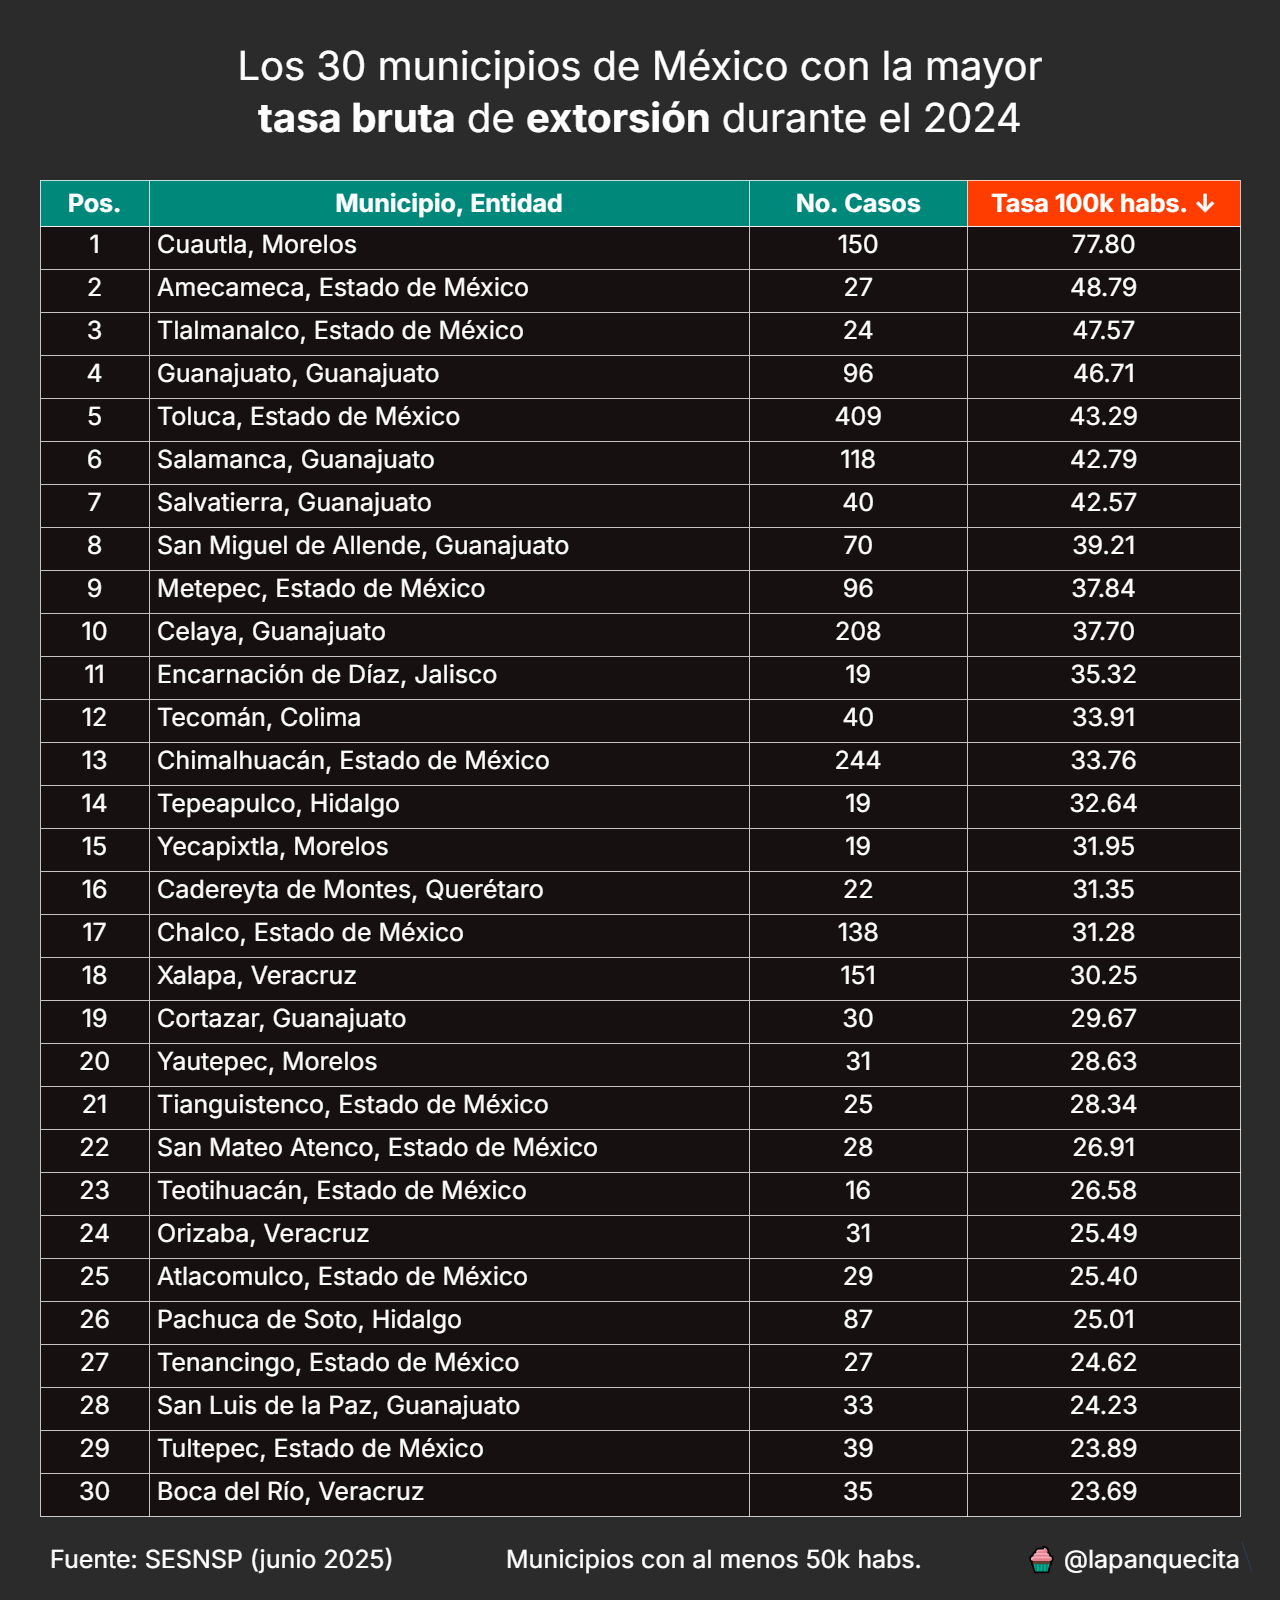 Los 30 municipios de México con la mayor
tasa bruta de extorsión durante el 2024
Pos. Municipio, Entidad No. Casos Tasa 100k habs. ↓
1 Cuautla, Morelos 150 77.80
2 Amecameca, Estado de México 27 48.79
3 Tlalmanalco, Estado de México 24 47.57
4 Guanajuato, Guanajuato 96 46.71
5 Toluca, Estado de México 409 43.29
6 Salamanca, Guanajuato 118 42.79
7 Salvatierra, Guanajuato 40 42.57
8 San Miguel de Allende, Guanajuato 70 39.21
9 Metepec, Estado de México 96 37.84
10 Celaya, Guanajuato 208 37.70
11 Encarnación de Díaz, Jalisco 19 35.32
12 Tecomán, Colima 40 33.91
13 Chimalhuacán, Estado de México 244 33.76
14 Tepeapulco, Hidalgo 19 32.64
15 Yecapixtla, Morelos 19 31.95
16 Cadereyta de Montes, Querétaro 22 31.35
17 Chalco, Estado de México 138 31.28
18 Xalapa, Veracruz 151 30.25
19 Cortazar, Guanajuato 30 29.67
20 Yautepec, Morelos 31 28.63
21 Tianguistenco, Estado de México 25 28.34
22 San Mateo Atenco, Estado de México 28 26.91
23 Teotihuacán, Estado de México 16 26.58
24 Orizaba, Veracruz 31 25.49
25 Atlacomulco, Estado de México 29 25.40
26 Pachuca de Soto, Hidalgo 87 25.01
27 Tenancingo, Estado de México 27 24.62
28 San Luis de la Paz, Guanajuato 33 24.23
29 Tultepec, Estado de México 39 23.89
30 Boca del Río, Veracruz 35 23.69
Fuente: SESNSP (junio 2025) Municipios con al menos 50k habs. @lapanquecita